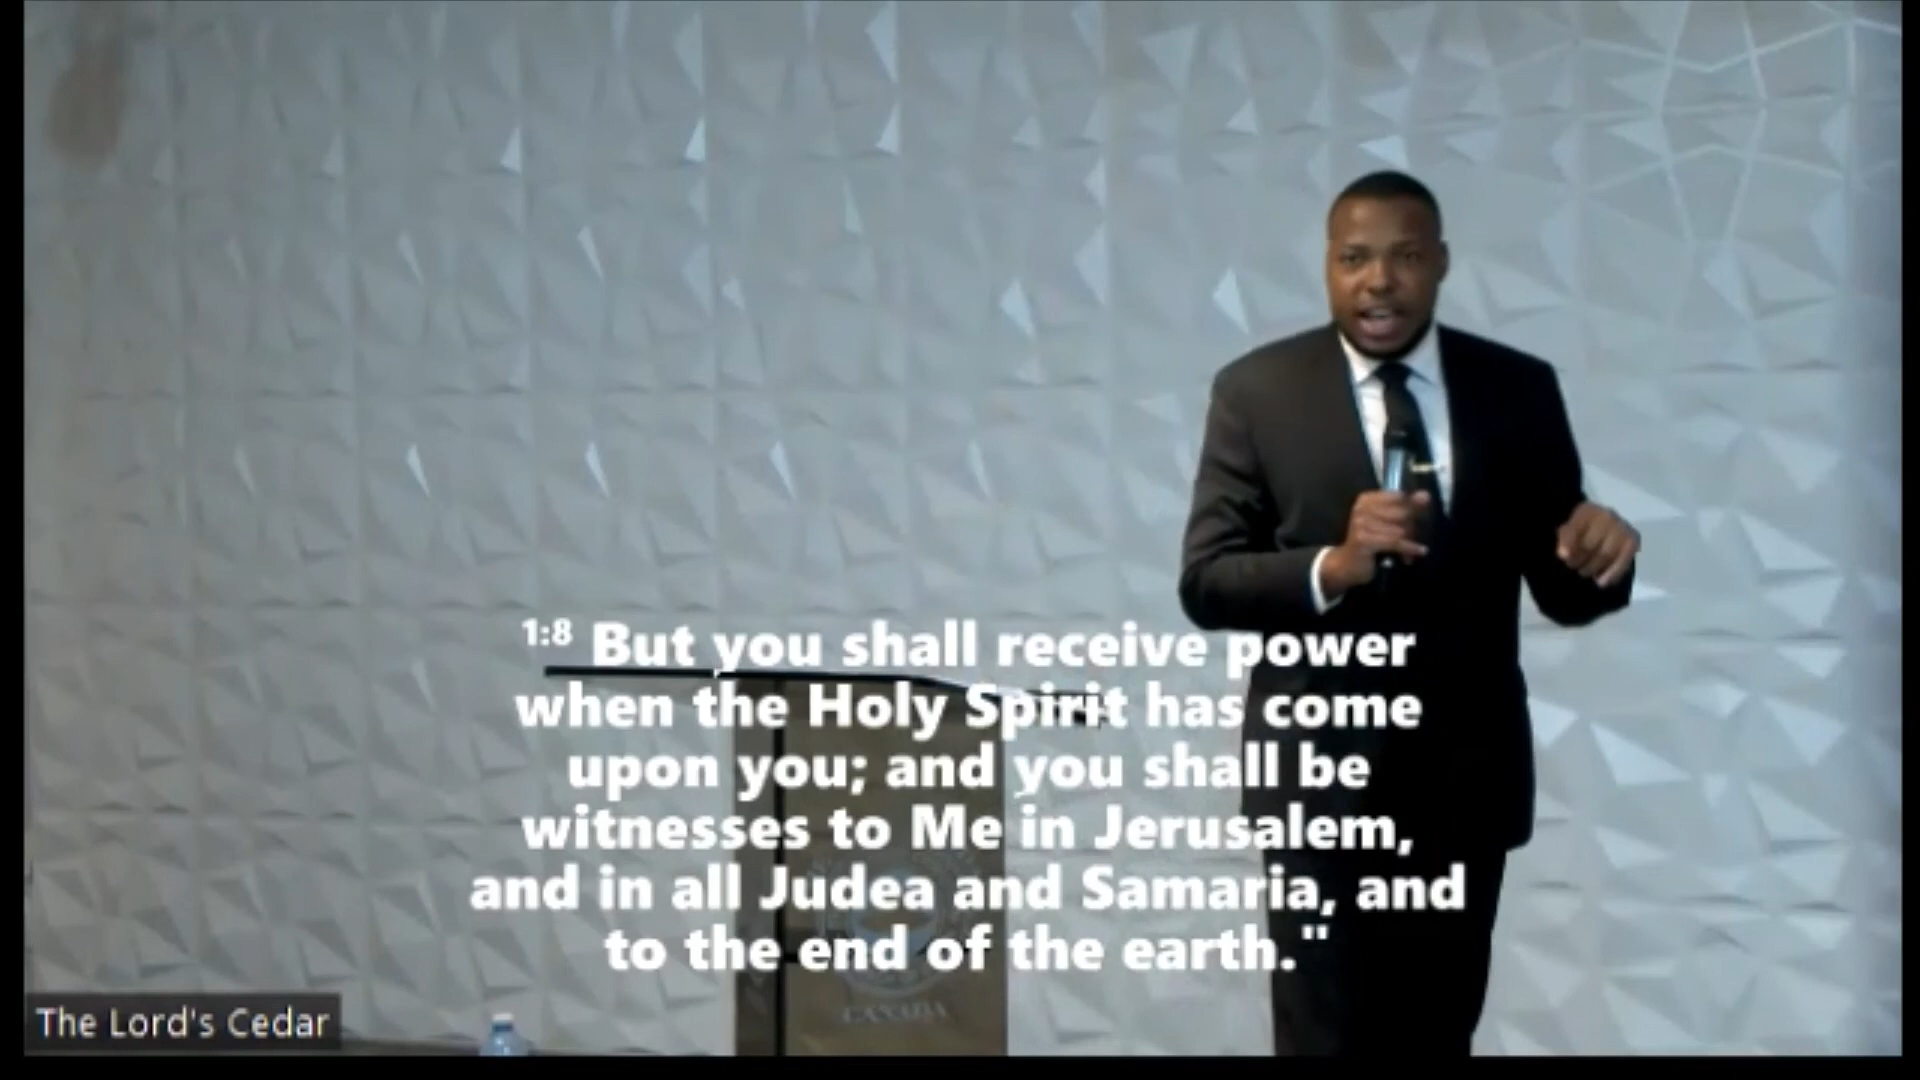 1:8 But you shall receive power
when the Holy Spirit has come
upon you; and you shall be
witnesses to Me in Jerusalem,
and in all Judea and Samaria, and
to the end of the earth."
CANADA
The Lord's Cedar